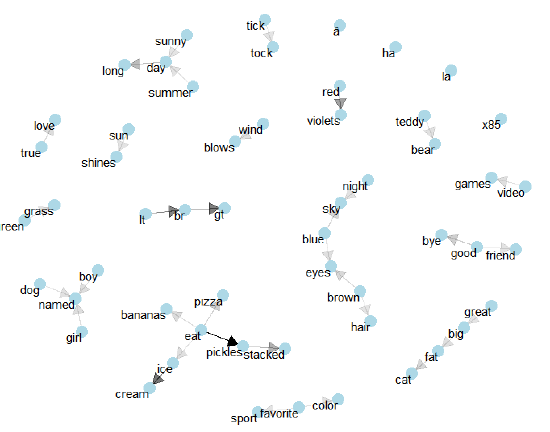 tick
ä
sunny
tock
ha
long
day
la
summer
red
love
sun
wind
violets
teddy
x85
true
shines
blows
bear
games
video
night
grass
reen
lt
br
gt
sky
blue
bye
good
friend
dog
boy
named
eyes
girl
brown
pizza
bananas
hair
great
eat
big
pickles
stacked
fat
ice
cat
cream
color
favorite
sport